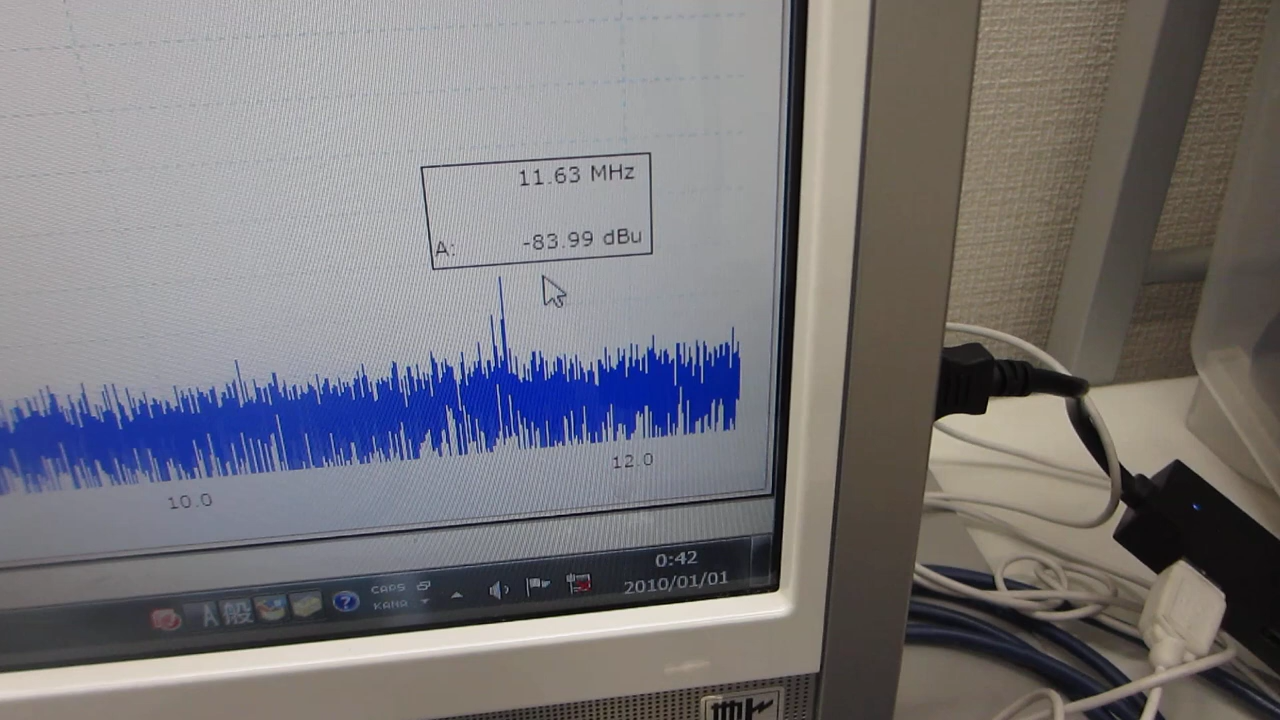 11.63 MHz
A: -83.99 dBu
10.0 12.0
A 般
CAPS
KANA
0:42
2010/01/01